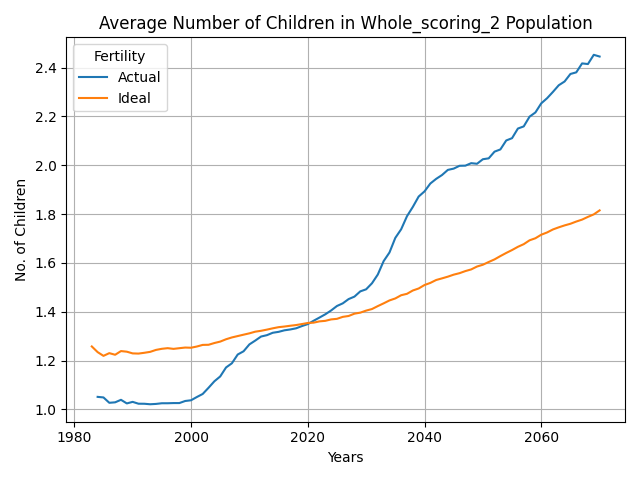 Average Number of Children in Whole_scoring_2 Population
Fertility
Actual
Ideal
No. of Children
2.4
2.2
2.0
1.8
1.6
1.4
1.2
1.0
1980
2000
2020
2040
2060
Years